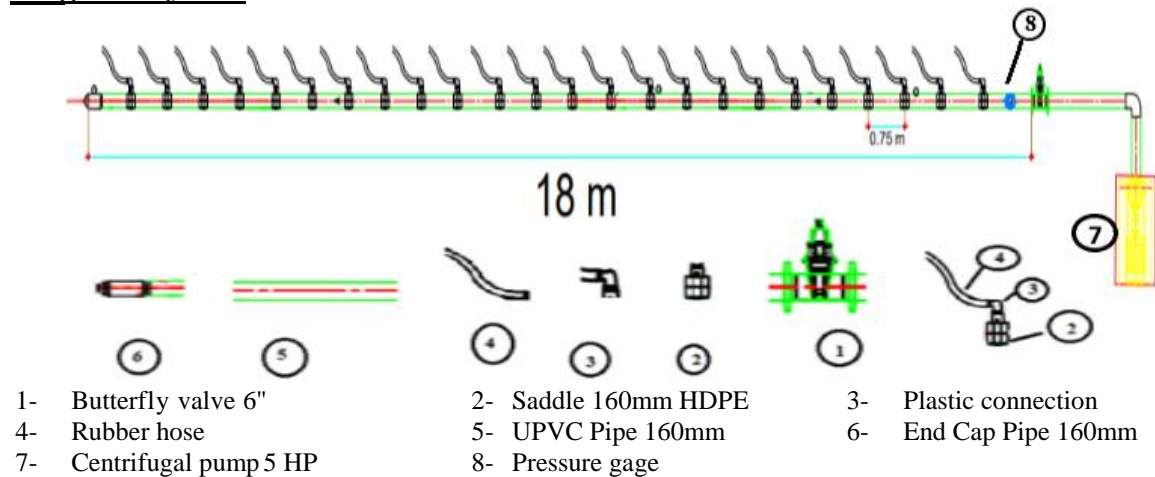 8
0.75 m
18 m
7
6
5
4
3
2
1
4
3
2
1- Butterfly valve 6" 2- Saddle 160mm HDPE 3- Plastic connection
4- Rubber hose 5- UPVC Pipe 160mm 6- End Cap Pipe 160mm
7- Centrifugal pump 5 HP 8- Pressure gage